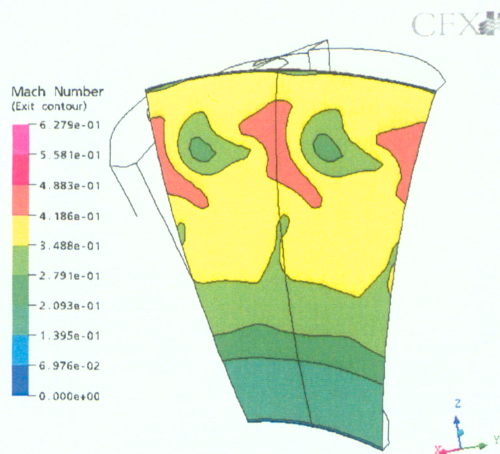 CFX
Mach Number
(Exit contour)
6.279e-01
5.581e-01
4.883e-01
4.186e-01
3.488e-01
2.791e-01
2.093e-01
1.395e-01
6.976e-02
0.000e+00
Z
Y
X